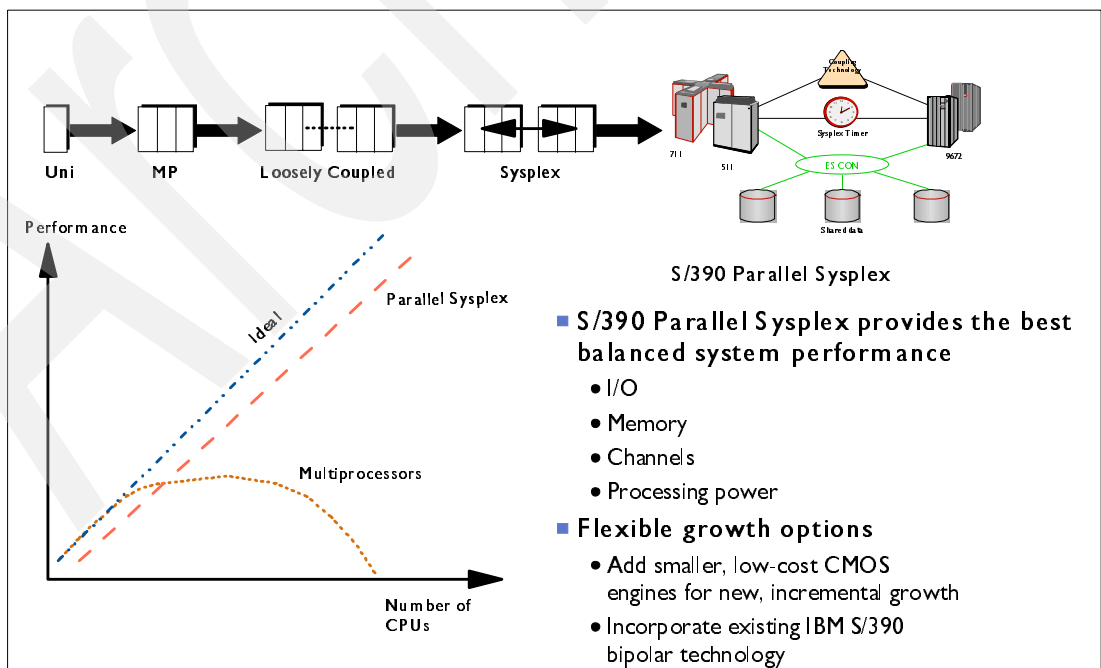 Coupling
Technology
Sysplex Timer
711
511
9672
ESCON
Shared data
Uni
MP
Loosely Coupled
Sysplex
S/390 Parallel Sysplex
Performance
Ideal
Parallel Sysplex
Multiprocessors
Number of
CPUs
■ S/390 Parallel Sysplex provides the best
balanced system performance
• I/O
• Memory
• Channels
• Processing power
■ Flexible growth options
• Add smaller, low-cost CMOS
engines for new, incremental growth
• Incorporate existing IBM S/390
bipolar technology